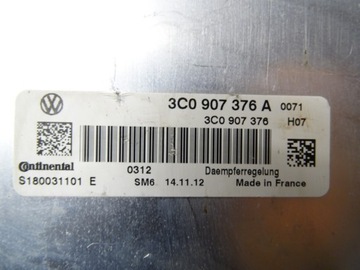 3C0 907 376 A 0071
3C0 907 376 H07
Continental 0312 Daempferregelung
S180031101 E SM6. 14.11.12 Made in France